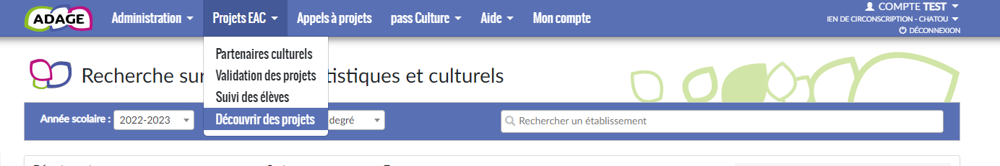 ADAGE
Administration Projets EAC Appels à projets pass Culture Aide Mon compte
COMPTE TEST
IEN DE CIRCONSCRIPTION - CHATOU
DÉCONNEXION
Partenaires culturels
Validation des projets
Suivi des élèves
Découvrir des projets
Recherche sur tistiques et culturels
Année scolaire : 2022-2023 degré Rechercher un établissement